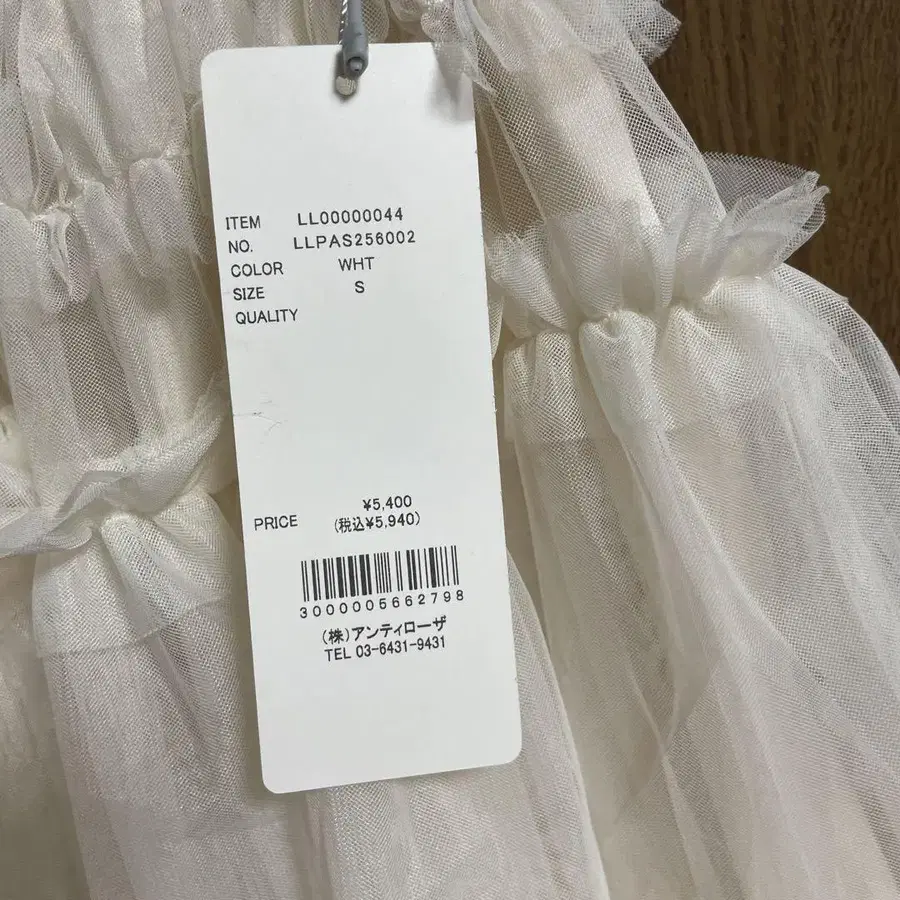 ITEM LL00000044
NO. LLPAS256002
COLOR WHT
SIZE S
QUALITY
¥5,400
PRICE (税込¥5,940)
3000005662798
(株)アンティローザ
TEL 03-6431-9431